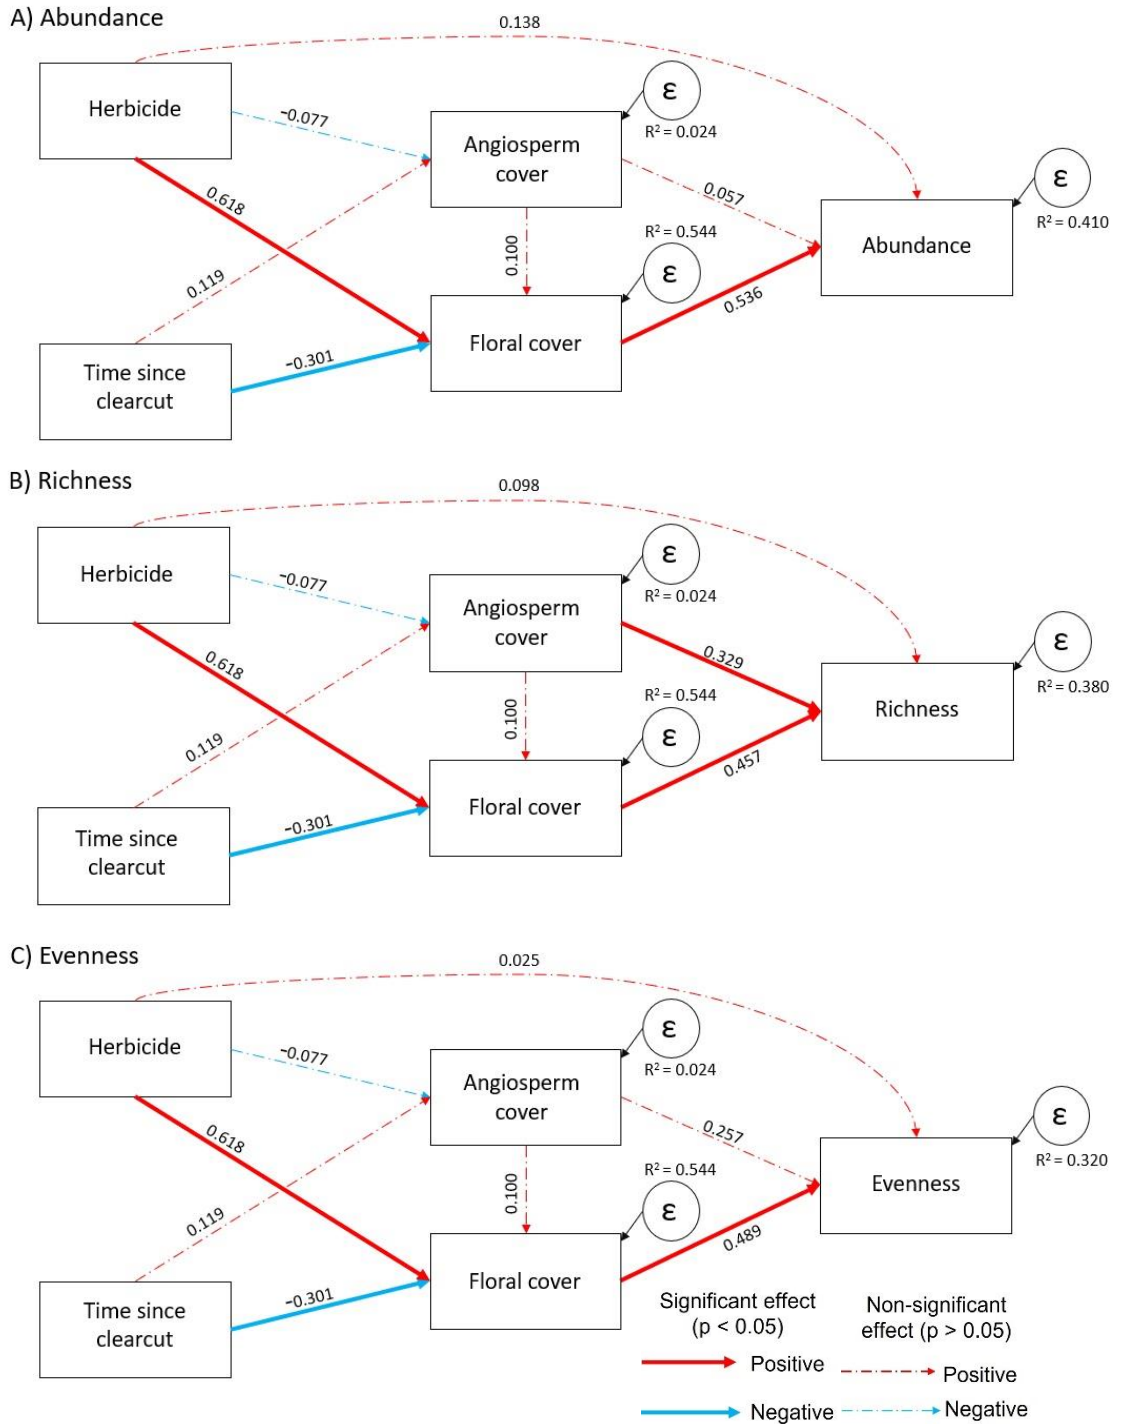 A) Abundance
0.138
Herbicide
−0.077
ε
R² = 0.024
Angiosperm
cover
0.618
0.057
ε
R² = 0.410
Abundance
R² = 0.544
0.100
ε
0.119
0.536
Floral cover
Time since
clearcut
−0.301
B) Richness
0.098
Herbicide
−0.077
ε
R² = 0.024
Angiosperm
cover
0.618
0.329
ε
R² = 0.380
Richness
R² = 0.544
0.100
ε
0.119
0.457
Floral cover
Time since
clearcut
−0.301
C) Evenness
0.025
Herbicide
−0.077
ε
R² = 0.024
Angiosperm
cover
0.618
0.257
ε
R² = 0.320
Evenness
R² = 0.544
0.100
ε
0.119
0.489
Floral cover
Time since
clearcut
−0.301
Significant effect
(p < 0.05)
Positive
Negative
Non-significant
effect (p > 0.05)
Positive
Negative